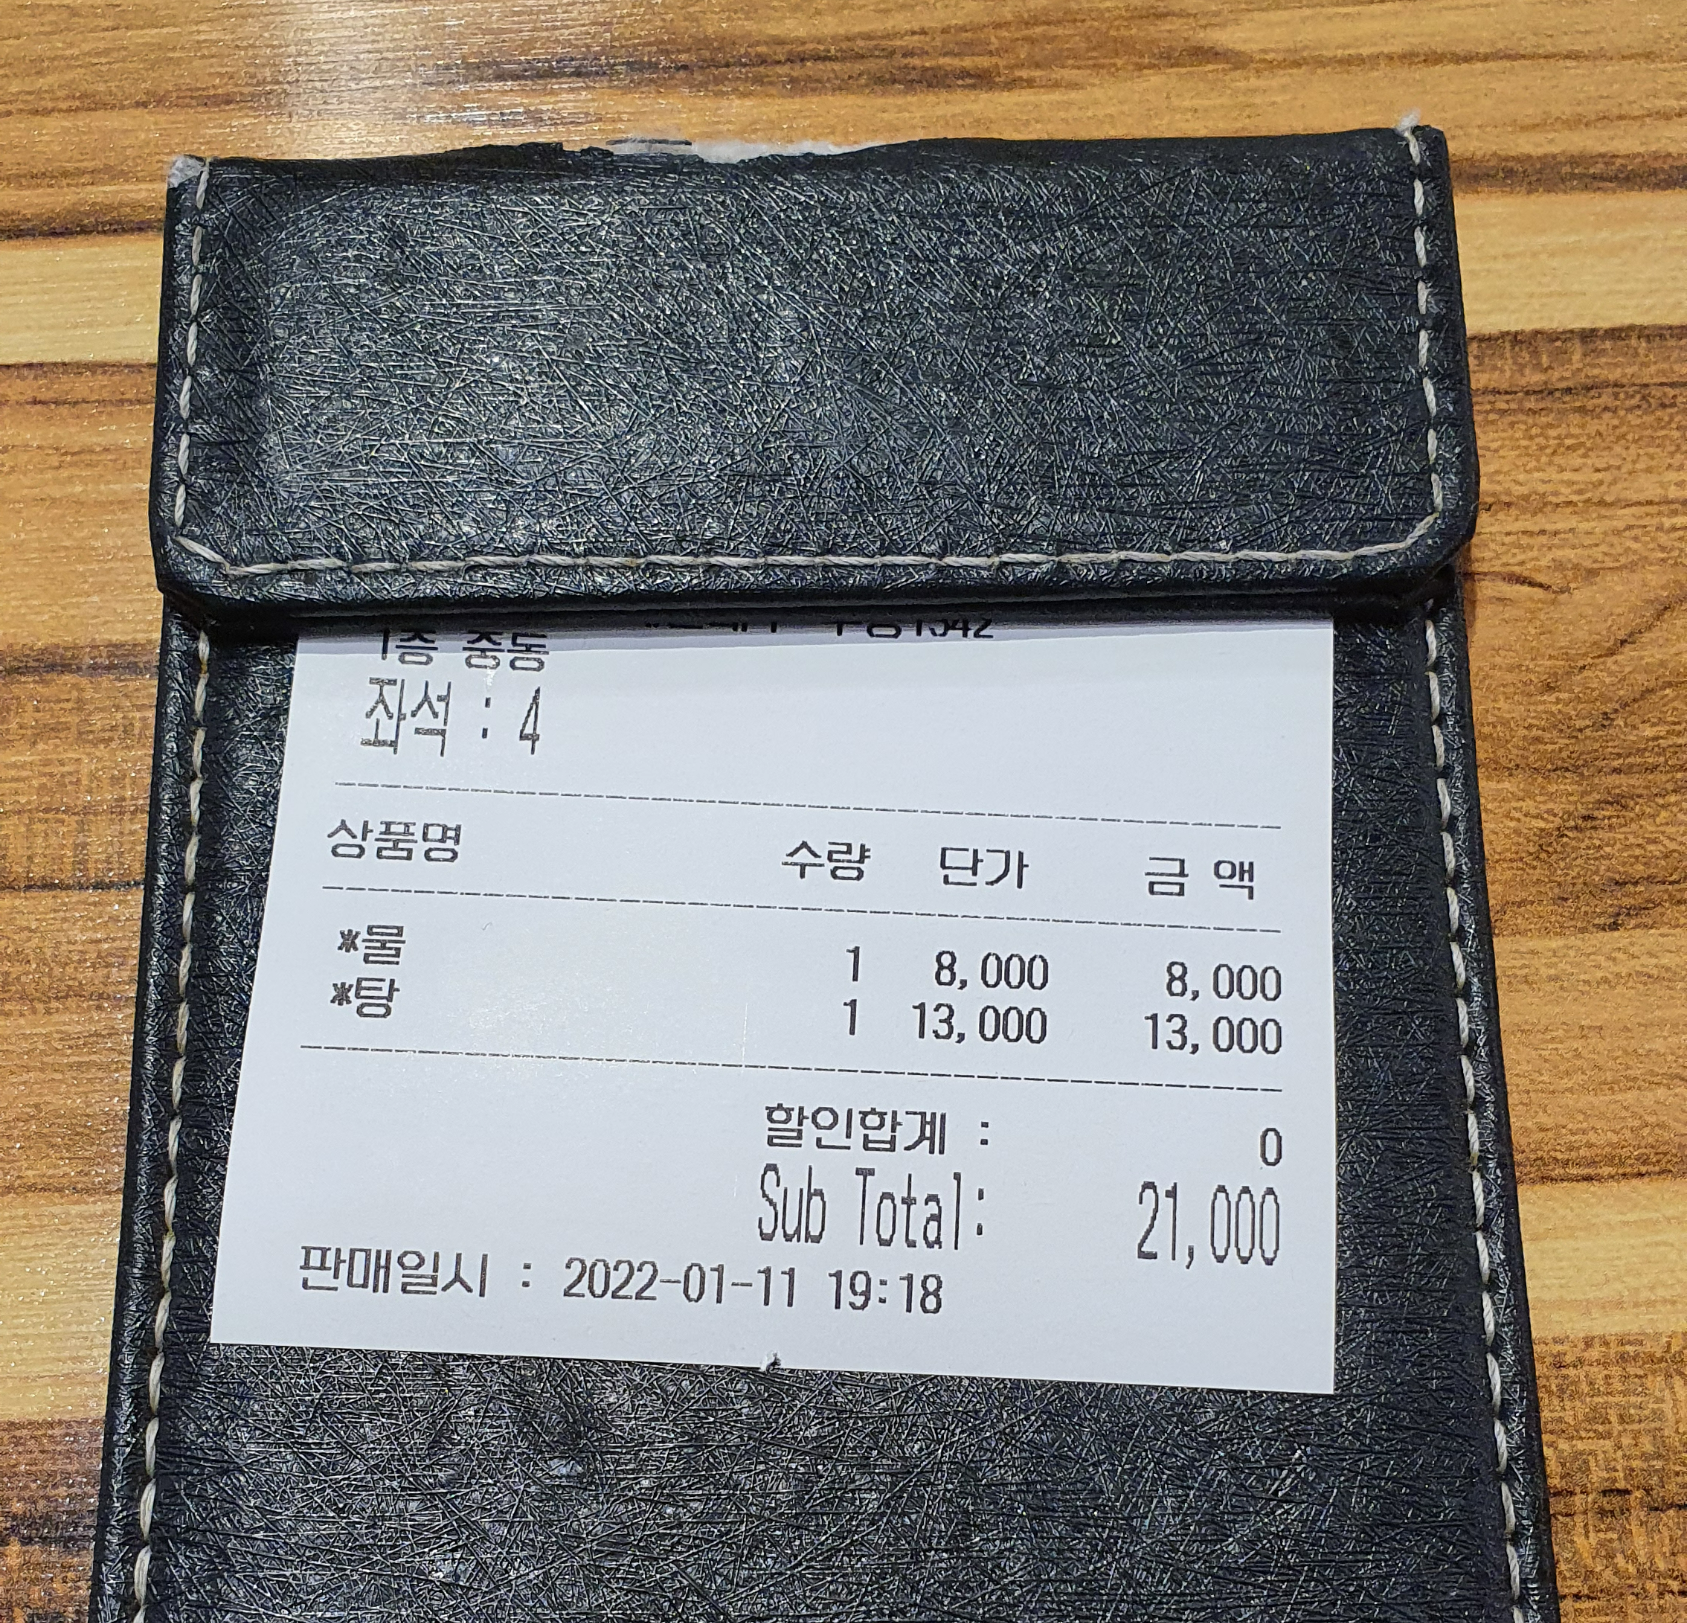 1층 중동
좌석 : 4
상품명 수량 단가 금 액
*물 1 8,000 8,000
*탕 1 13,000 13,000
할인합계 : 0
Sub Total: 21,000
판매일시 : 2022-01-11 19:18